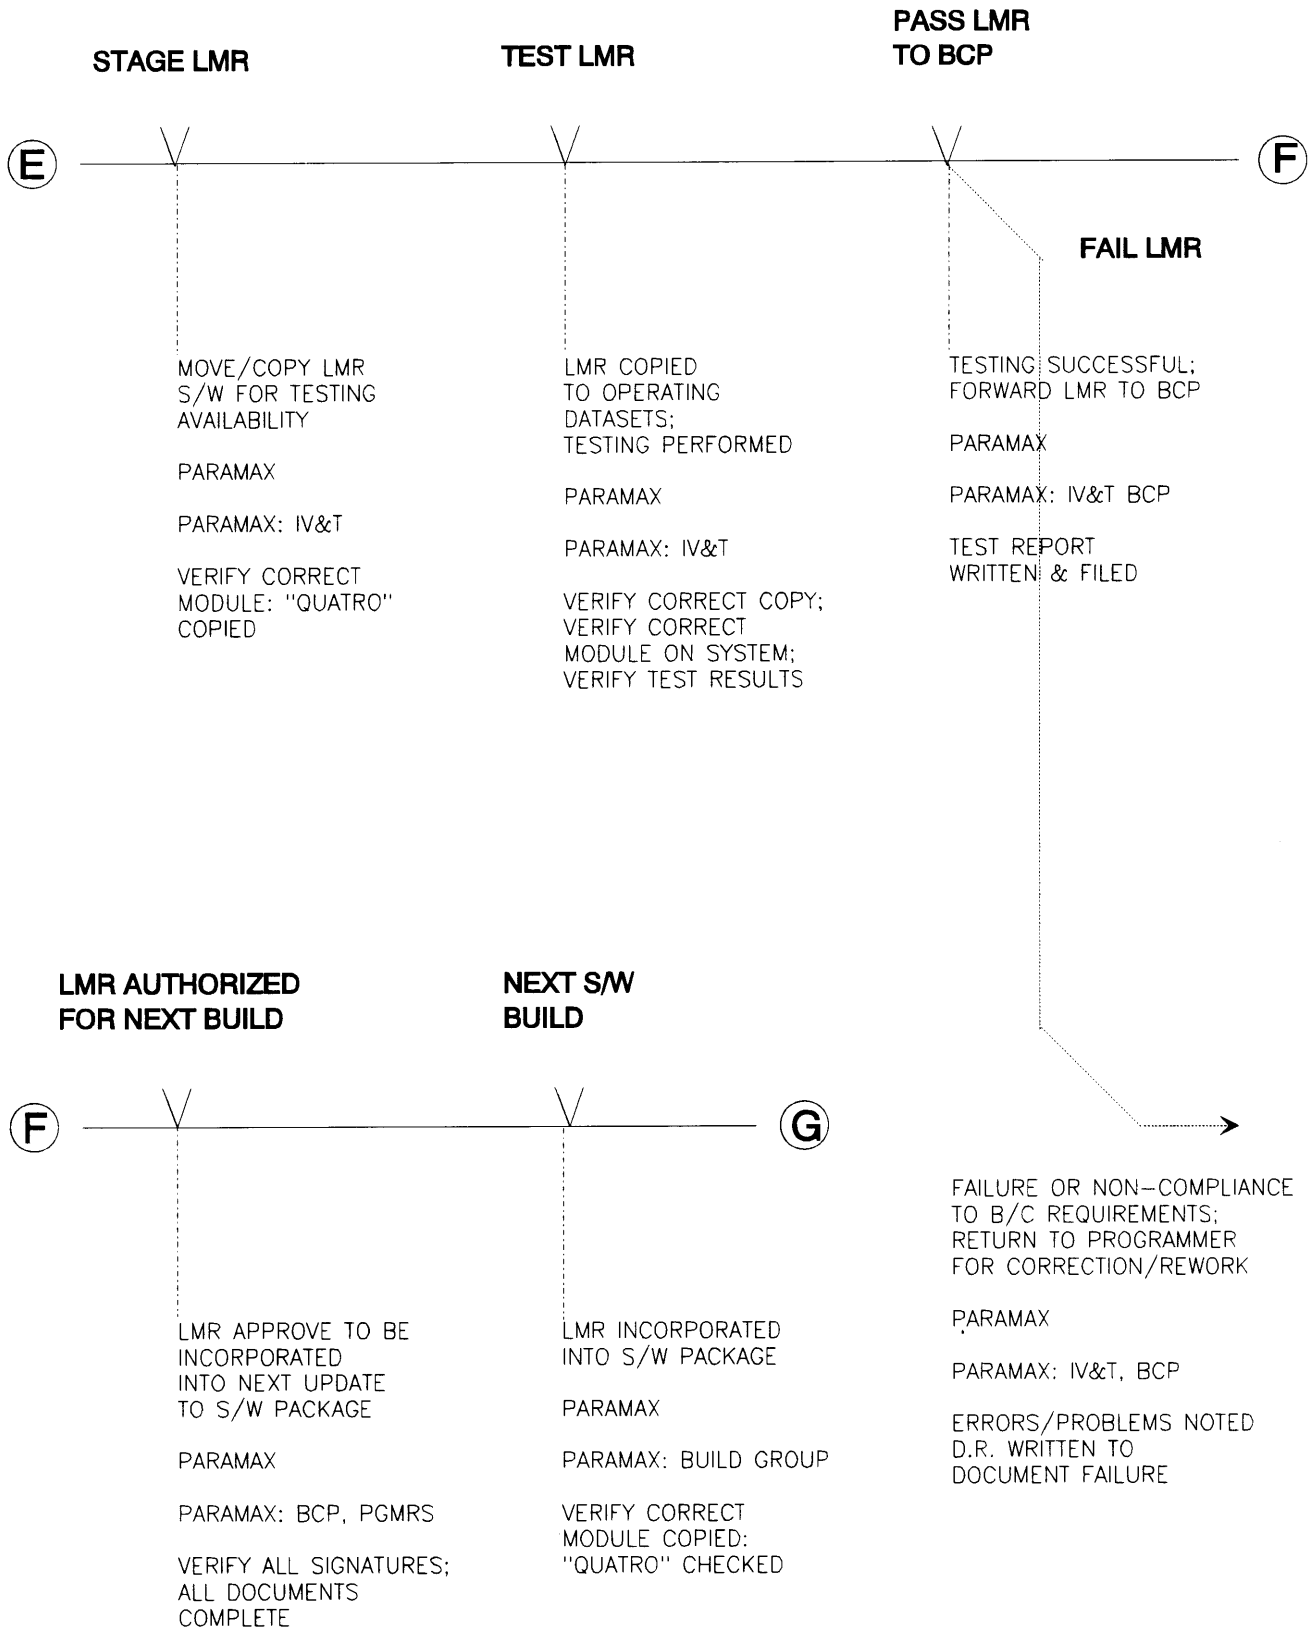 STAGE LMR
TEST LMR
PASS LMR
TO BCP
E
F
FAIL LMR
MOVE/COPY LMR
S/W FOR TESTING
AVAILABILITY
PARAMAX
PARAMAX: IV&T
VERIFY CORRECT
MODULE: "QUATRO"
COPIED
LMR COPIED
TO OPERATING
DATASETS;
TESTING PERFORMED
PARAMAX
PARAMAX: IV&T
VERIFY CORRECT COPY;
VERIFY CORRECT
MODULE ON SYSTEM;
VERIFY TEST RESULTS
TESTING SUCCESSFUL;
FORWARD LMR TO BCP
PARAMAX
PARAMAX: IV&T BCP
TEST REPORT
WRITTEN & FILED
LMR AUTHORIZED
FOR NEXT BUILD
NEXT S/W
BUILD
F
G
LMR APPROVE TO BE
INCORPORATED
INTO NEXT UPDATE
TO S/W PACKAGE
PARAMAX
PARAMAX: BCP, PGMRS
VERIFY ALL SIGNATURES;
ALL DOCUMENTS
COMPLETE
LMR INCORPORATED
INTO S/W PACKAGE
PARAMAX
PARAMAX: BUILD GROUP
VERIFY CORRECT
MODULE COPIED:
"QUATRO" CHECKED
FAILURE OR NON-COMPLIANCE
TO B/C REQUIREMENTS;
RETURN TO PROGRAMMER
FOR CORRECTION/REWORK
PARAMAX
PARAMAX: IV&T, BCP
ERRORS/PROBLEMS NOTED
D.R. WRITTEN TO
DOCUMENT FAILURE